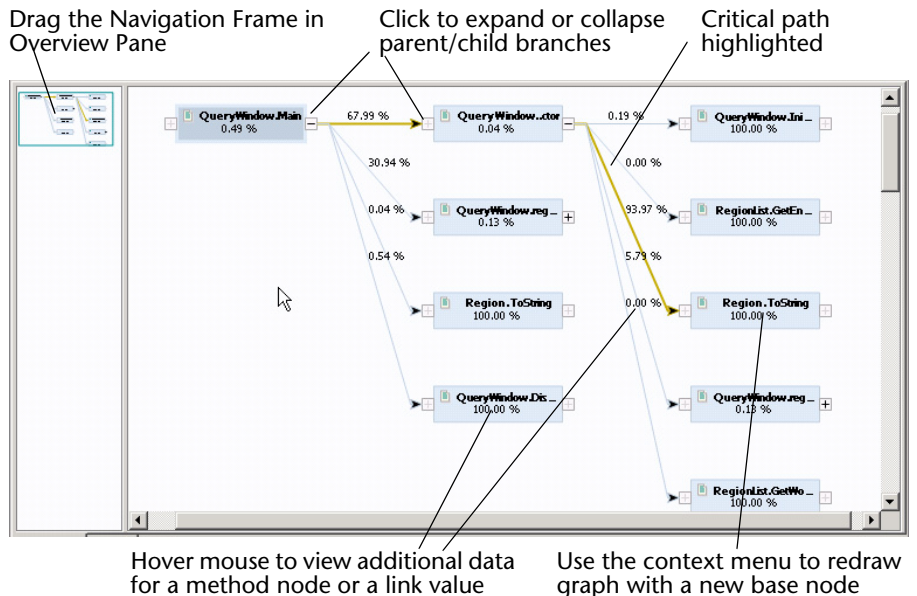 Drag the Navigation Frame in
Overview Pane
Click to expand or collapse
parent/child branches
Critical path
highlighted
QueryWindow.Main
0.49 %
67.99 %
30.94 %
0.04 %
0.54 %
QueryWindow..ctor
0.04 %
QueryWindow.reg_
0.13 %
Region.ToString
100.00 %
QueryWindow.Dis_
100.00 %
0.19 %
0.00 %
93.97 %
5.79 %
0.00 %
QueryWindow.Ini_
100.00 %
RegionList.GetEn_
100.00 %
Region.ToString
100.00 %
QueryWindow.reg_
0.13 %
RegionList.GetWo_
100.00 %
Hover mouse to view additional data
for a method node or a link value
Use the context menu to redraw
graph with a new base node